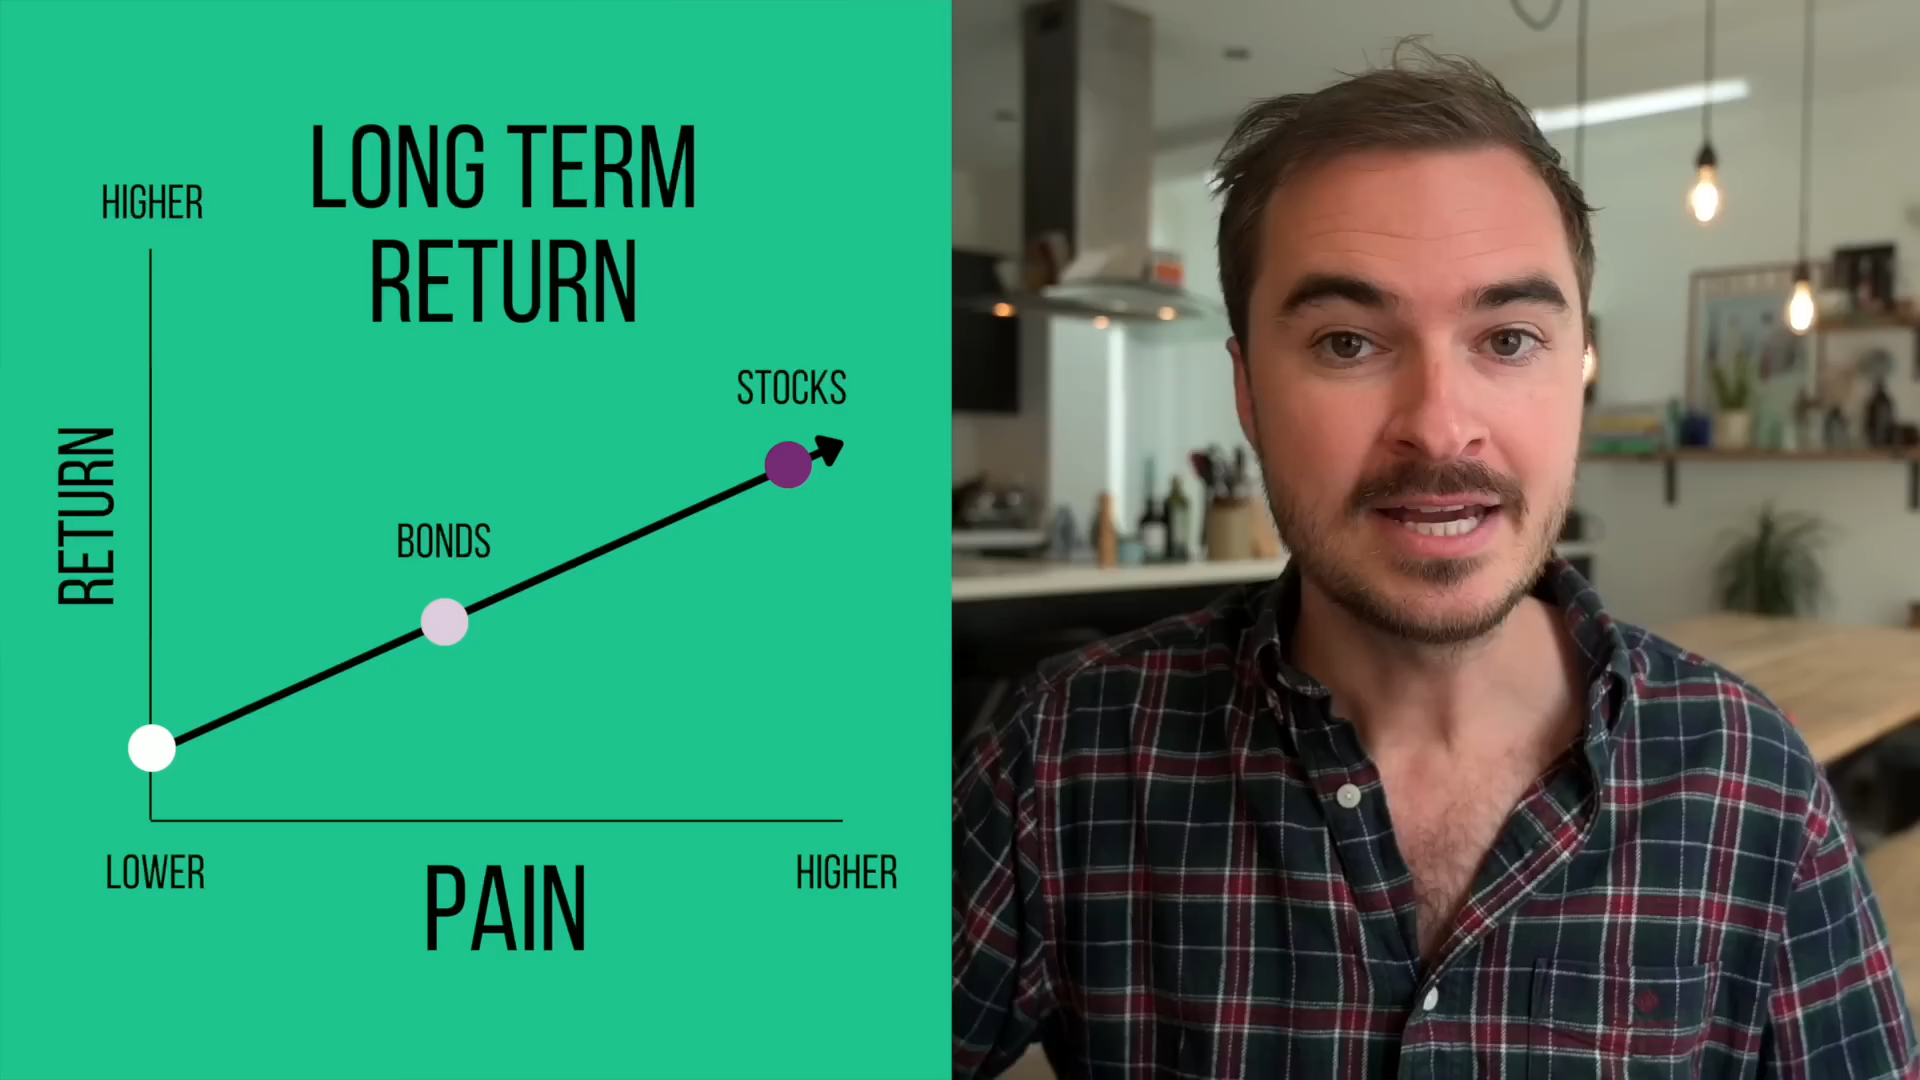 LONG TERM
RETURN
HIGHER
STOCKS
RETURN
BONDS
LOWER
PAIN
HIGHER